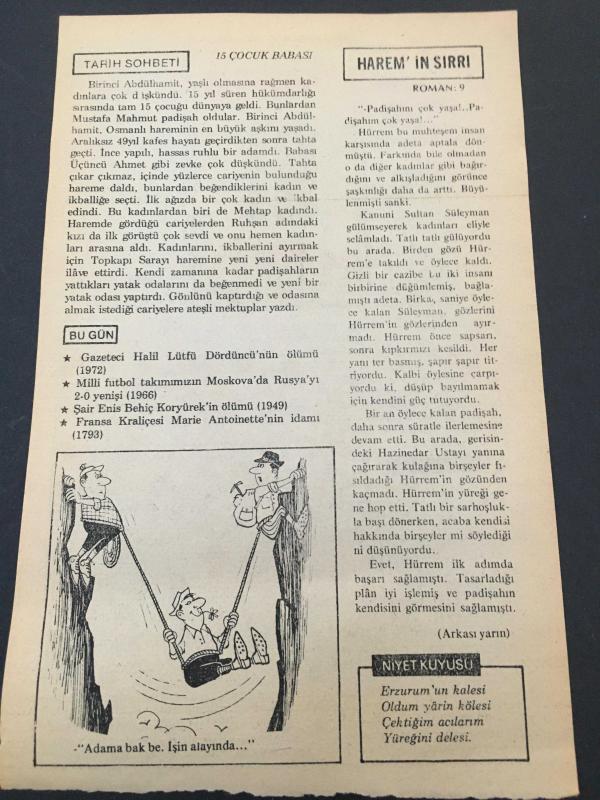 TARİH SOHBETİ
15 ÇOCUK BABASI
Birinci Abdülhamit, yaşlı olmasına rağmen ka-
dınlara çok düşkündü. 15 yıl süren hükümdarlığı
sırasında tam 15 çocuğu dünyaya geldi. Bunlardan
Mustafa Mahmut padişah oldular. Birinci Abdül-
hamit, Osmanlı hareminin en büyük aşkını yaşadı.
Aralıksız 49yıl kafes hayatı geçirdikten sonra tahta
geçti. İnce yapılı, hassas ruhlu bir adamdı. Babası
Üçüncü Ahmet gibi zevke çok düşkündü. Tahta
çıkar çıkmaz, içinde yüzlerce cariyenin bulunduğu
hareme daldı, bunlardan beğendiklerini kadın ve
ikballiğe seçti. İlk ağızda bir çok kadın ve ikbal
edindi. Bu kadınlardan biri de Mehtap kadındı.
Haremde gördüğü cariyelerden Ruhşan adındaki
kızı da ilk görüştü çok sevdi ve onu hemen kadın-
ları arasına aldı. Kadınlarını, ikballerini ayırmak
için Topkapı Sarayı haremine yeni yeni daireler
ilâve ettirdi. Kendi zamanına kadar padişahların
yattıkları yatak odalarını da beğenmedi ve yeni bir
yatak odası yaptırdı. Gönlünü kaptırdığı ve odasına
almak istediği cariyelere ateşli mektuplar yazdı.
BU GÜN
★ Gazeteci Halil Lütfü Dördüncü'nün ölümü
(1972)
★ Milli futbol takımımızın Moskova'da Rusya'yı
2-0 yenişi (1966)
★ Şair Enis Behiç Koryürek'in ölümü (1949)
★ Fransa Kraliçesi Marie Antoinette'nin idamı
(1793)
-"Adama bak be. Işin alayında..."
HAREM' İN SIRRI
ROMAN: 9
"-Padişahını çok yaşa!..Pa-
dişahım çok yaşa!..."
Hürrem bu muhteşem insan
karşısında adeta aptala dön-
müştü. Farkında bile olmadan
o da diğer kadınlar gibi bağır-
dığını ve alkışladığını görünce
şaşkınlığı daha da arttı. Büyü-
lenmişti sanki.
Kanuni Sultan Süleyman
gülümseyerek kadınları eliyle
selâmladı. Tatlı tatlı gülüyordu
bu arada. Birden gözü Hür-
rem'e takıldı ve öylece kaldı.
Gizli bir cazibe bu iki insanı
birbirine düğümlemiş, bağla-
mıştı adeta. Birkaç saniye öyle-
ce kalan Süleyman, gözlerini
Hürrem'in gözlerinden ayır-
madı. Hürrem önce sapsarı,
sonra kıpkırmızı kesildi. Her
yanı ter basmış, şapır şapır tit-
riyordu. Kalbi öylesine çarpı-
yordu ki, düşüp bayılmamak
için kendini güç tutuyordu.
Bir an öylece kalan padişah,
daha sonra süratle ilerlemesine
devam etti. Bu arada, gerisin-
deki Hazinedar Ustayı yanına
çağırarak kulağına birşeyler fı-
sıldadığı Hürrem'in gözünden
kaçmadı. Hürrem'in yüreği ge-
ne hop etti. Tatlı bir sarhoşluk-
la başı dönerken, acaba kendisi
hakkında birşeyler mi söylediği
ni düşünüyordu.
Evet, Hürrem ilk adımda
başarı sağlamıştı. Tasarladığı
plân iyi işlemiş ve padişahın
kendisini görmesini sağlamıştı.
(Arkası yarın)
NİYET KUYUSU
Erzurum'un kalesi
Oldum yârin kölesi
Çektiğim acıların
Yüreğini delesi.